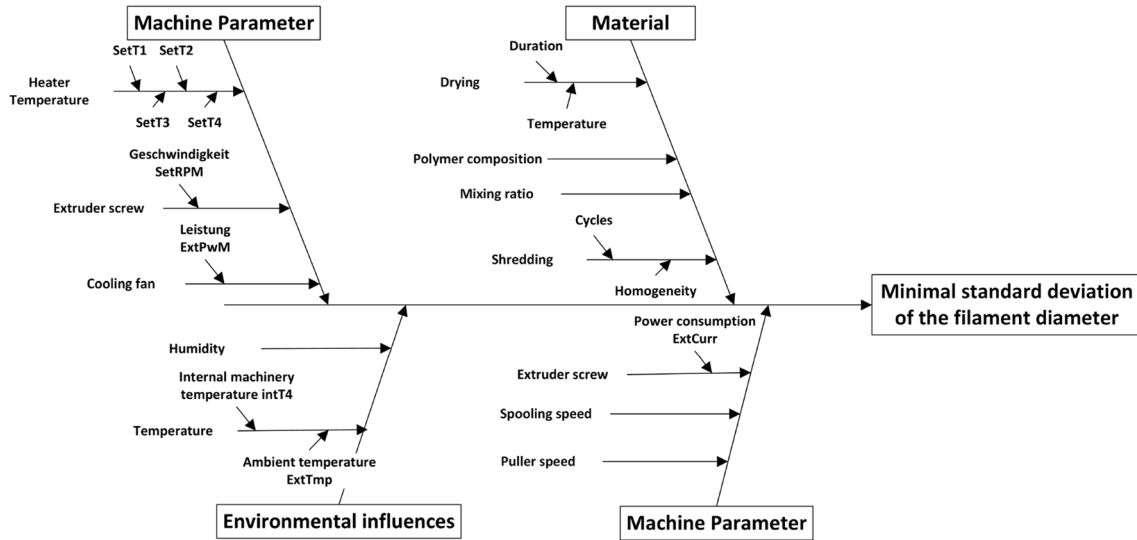 Machine Parameter
SetT1
SetT2
Heater
Temperature
SetT3
SetT4
Geschwindigkeit
SetRPM
Extruder screw
Leistung
ExtPwM
Cooling fan
Material
Duration
Drying
Temperature
Polymer composition
Mixing ratio
Cycles
Shredding
Homogeneity
Minimal standard deviation
of the filament diameter
Humidity
Internal machinery
temperature intT4
Temperature
Ambient temperature
ExtTmp
Environmental influences
Power consumption
ExtCurr
Extruder screw
Spooling speed
Puller speed
Machine Parameter